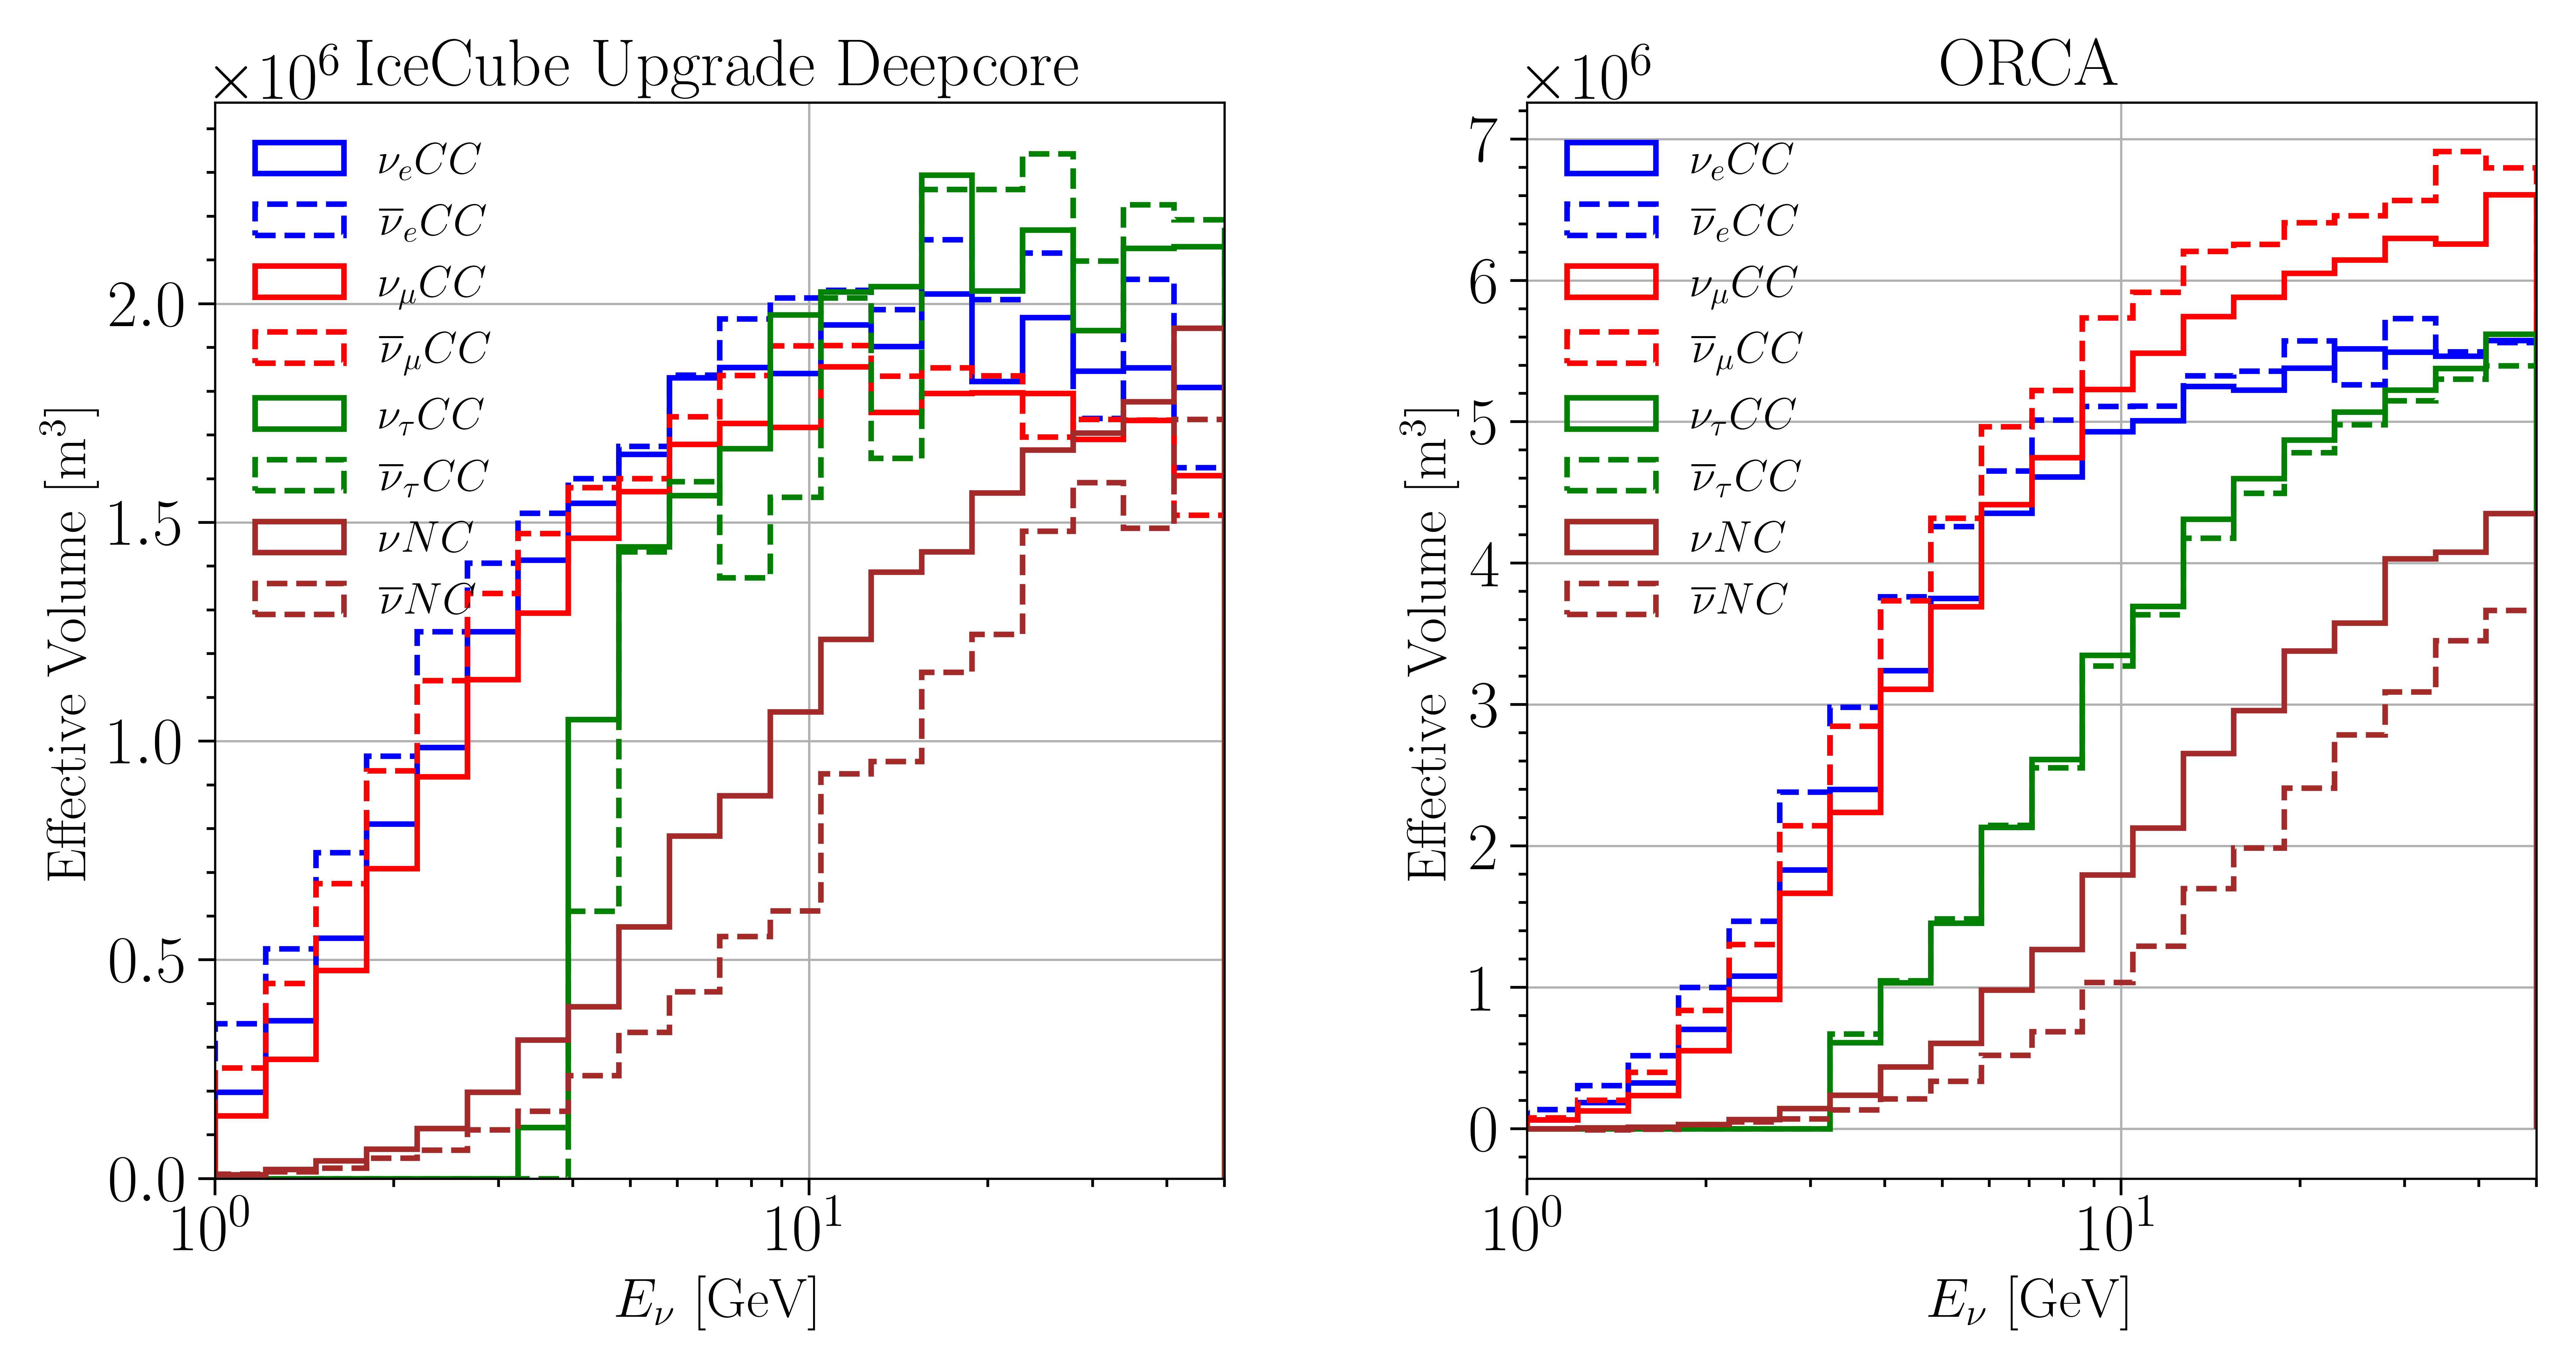 ×10⁶ IceCube Upgrade Deepcore
Effective Volume [m³]
2.0
1.5
1.0
0.5
0.0
νₑCC
ν̅ₑCC
ν_μCC
ν̅_μCC
ν_τCC
ν̅_τCC
νNC
ν̅NC
10⁰
10¹
E_ν [GeV]
×10⁶
ORCA
Effective Volume [m³]
7
6
5
4
3
2
1
0
νₑCC
ν̅ₑCC
ν_μCC
ν̅_μCC
ν_τCC
ν̅_τCC
νNC
ν̅NC
10⁰
10¹
E_ν [GeV]